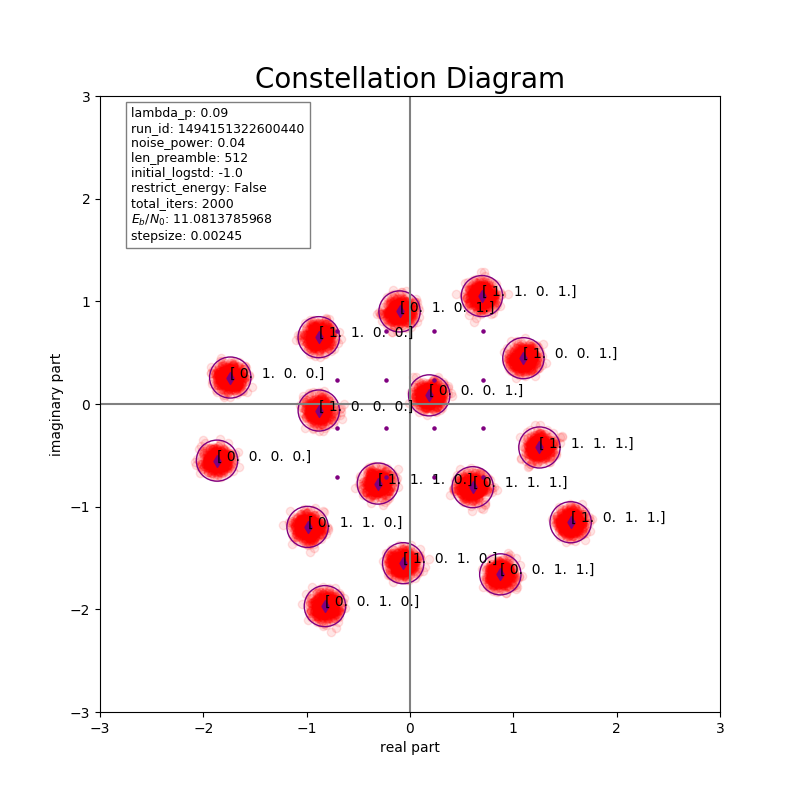 Constellation Diagram
lambda_p: 0.09
run_id: 1494151322600440
noise_power: 0.04
len_preamble: 512
initial_logstd: -1.0
restrict_energy: False
total_iters: 2000
E_b/N_0: 11.0813785968
stepsize: 0.00245
3
2
1
0
−1
−2
−3
imaginary part
[ 1. 1. 0. 1.]
[ 0. 1. 0. 1.]
[ 1. 1. 0. 0.]
[ 1. 0. 0. 1.]
[ 0. 1. 0. 0.]
[ 0. 0. 0. 1.]
[ 1. 0. 0. 0.]
[ 1. 1. 1. 1.]
[ 0. 0. 0. 0.]
[ 1. 1. 1. 0.]
[ 0. 1. 1. 1.]
[ 1. 0. 1. 1.]
[ 0. 1. 1. 0.]
[ 1. 0. 1. 0.]
[ 0. 0. 1. 1.]
[ 0. 0. 1. 0.]
−3 −2 −1 0 1 2 3
real part